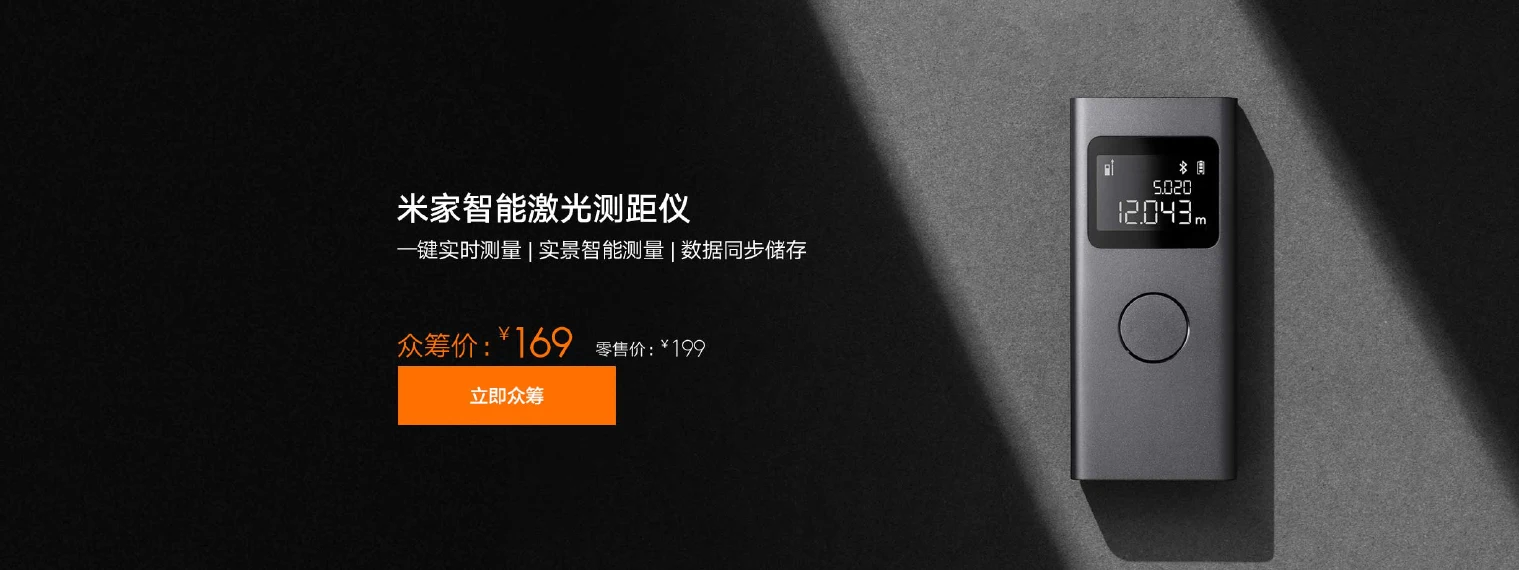 米家智能激光测距仪
一键实时测量 | 实景智能测量 | 数据同步储存
众筹价：¥169 零售价：¥199
立即众筹
5.020
12.043m